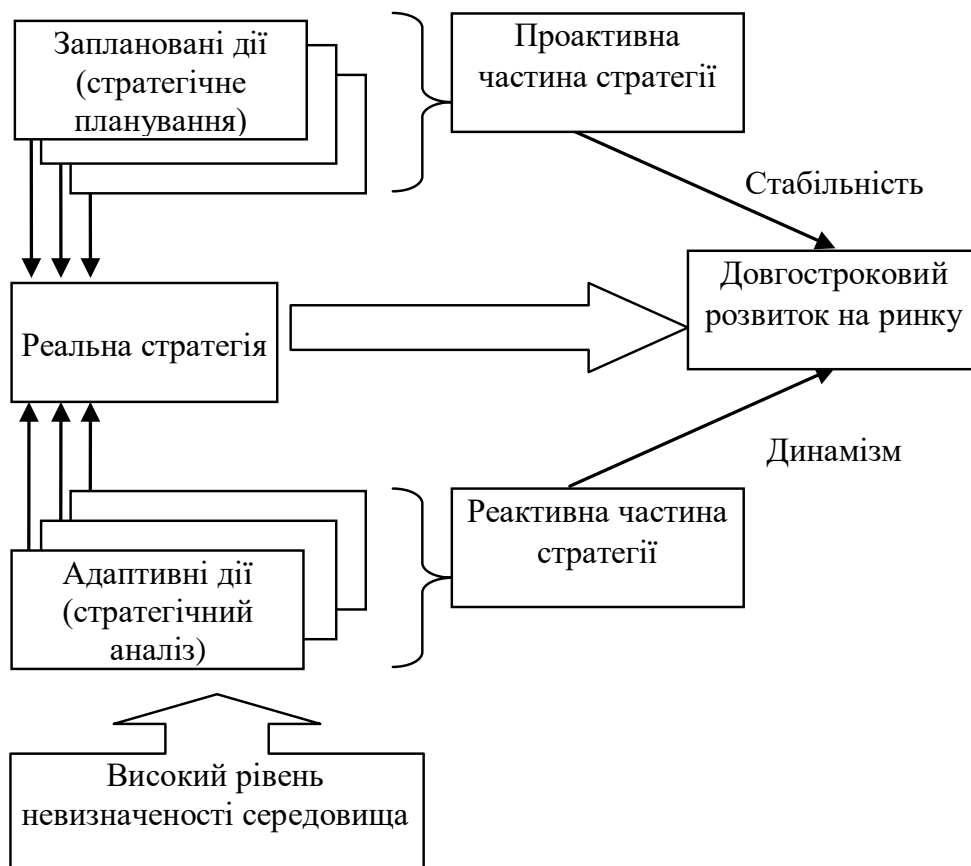 Заплановані дії
(стратегічне
планування)
Проактивна
частина стратегії
Стабільність
Довгостроковий
розвиток на ринку
Реальна стратегія
Динамізм
Реактивна частина
стратегії
Адаптивні дії
(стратегічний
аналіз)
Високий рівень
невизначеності середовища